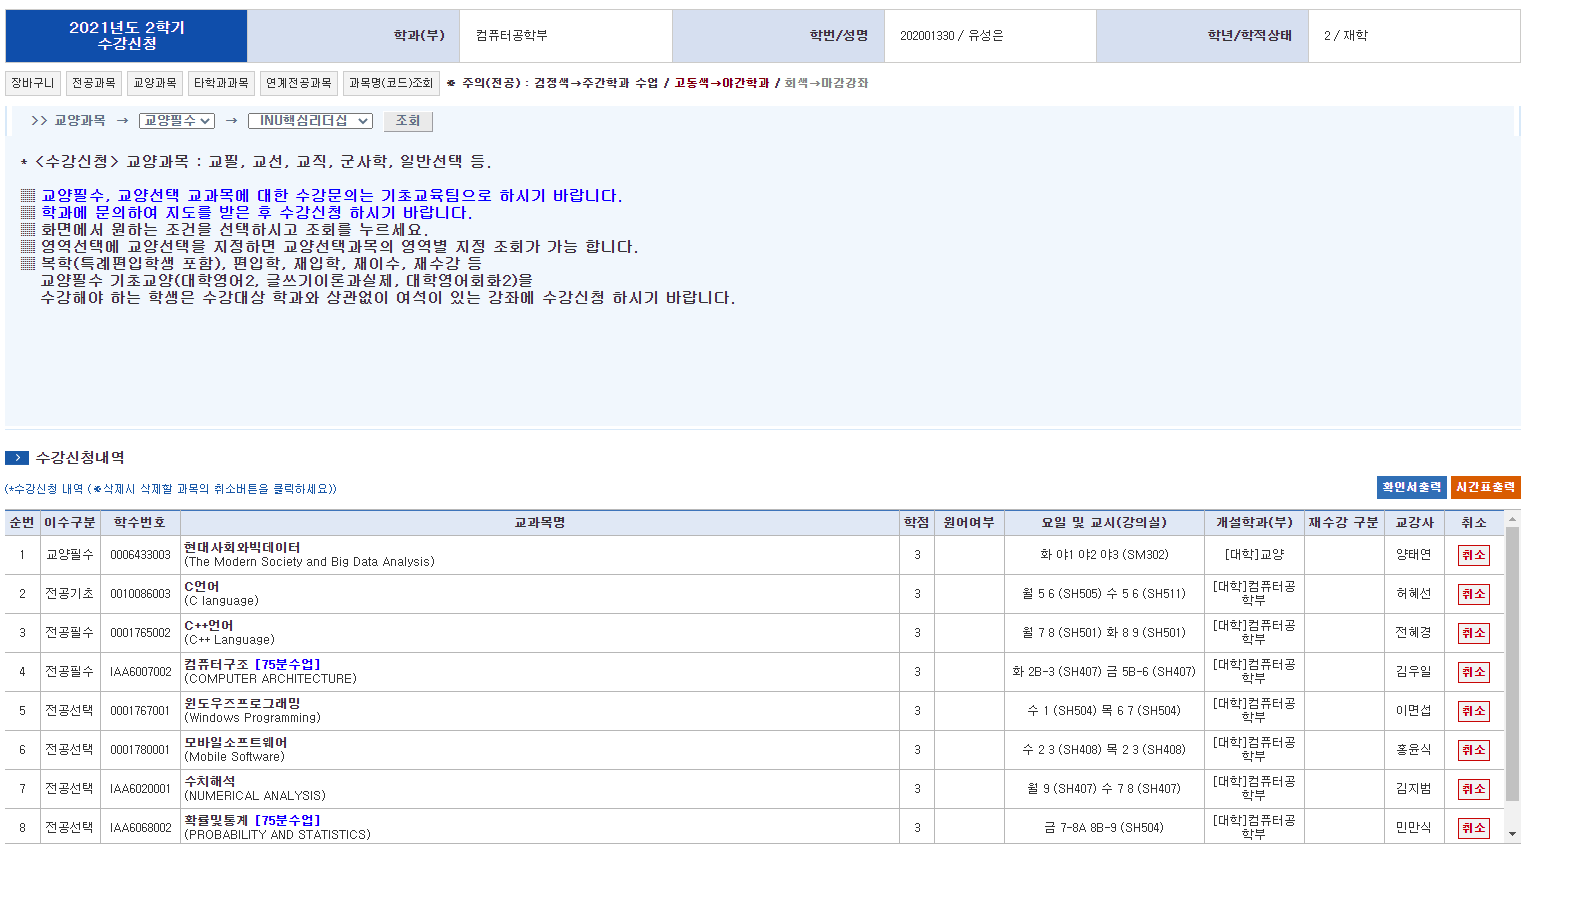 2021년도 2학기
수강신청
학과(부) 컴퓨터공학부 학번/성명 202001330 / 유성은 학년/학적상태 2 / 재학
장바구니 전공과목 교양과목 타학과과목 연계전공과목 과목명(코드)조회 ※ 주의(전공) : 검정색→주간학과 수업 / 고동색→야간학과 / 회색→마감강좌
>> 교양과목 → 교양필수 → INU핵심리더십 조회
* <수강신청> 교양과목 : 교필, 교선, 교직, 군사학, 일반선택 등.
▒ 교양필수, 교양선택 교과목에 대한 수강문의는 기초교육팀으로 하시기 바랍니다.
▒ 학과에 문의하여 지도를 받은 후 수강신청 하시기 바랍니다.
▒ 화면에서 원하는 조건을 선택하시고 조회를 누르세요.
▒ 영역선택에 교양선택을 지정하면 교양선택과목의 영역별 지정 조회가 가능 합니다.
▒ 복학(특례편입학생 포함), 편입학, 재입학, 재이수, 재수강 등
교양필수 기초교양(대학영어2, 글쓰기이론과실제, 대학영어회화2)을
수강해야 하는 학생은 수강대상 학과와 상관없이 여석이 있는 강좌에 수강신청 하시기 바랍니다.
> 수강신청내역
(*수강신청 내역 (※삭제시 삭제할 과목의 취소버튼을 클릭하세요)) 확인서출력 시간표출력
순번 이수구분 학수번호 교과목명 학점 원어여부 요일 및 교시(강의실) 개설학과(부) 재수강 구분 교강사 취소
1 교양필수 0006433003 현대사회와빅데이터 (The Modern Society and Big Data Analysis) 3 화 야1 야2 야3 (SM302) [대학]교양 양태연 취소
2 전공기초 0010086003 C언어 (C language) 3 월 5 6 (SH505) 수 5 6 (SH511) [대학]컴퓨터공학부 허혜선 취소
3 전공필수 0001765002 C++언어 (C++ Language) 3 월 7 8 (SH501) 화 8 9 (SH501) [대학]컴퓨터공학부 전혜경 취소
4 전공필수 IAA6007002 컴퓨터구조 [75분수업] (COMPUTER ARCHITECTURE) 3 화 2B-3 (SH407) 금 5B-6 (SH407) [대학]컴퓨터공학부 김우일 취소
5 전공선택 0001767001 윈도우즈프로그래밍 (Windows Programming) 3 수 1 (SH504) 목 6 7 (SH504) [대학]컴퓨터공학부 이면섭 취소
6 전공선택 0001780001 모바일소프트웨어 (Mobile Software) 3 수 2 3 (SH408) 목 2 3 (SH408) [대학]컴퓨터공학부 홍윤식 취소
7 전공선택 IAA6020001 수치해석 (NUMERICAL ANALYSIS) 3 월 9 (SH407) 수 7 8 (SH407) [대학]컴퓨터공학부 김지범 취소
8 전공선택 IAA6068002 확률및통계 [75분수업] (PROBABILITY AND STATISTICS) 3 금 7-8A 8B-9 (SH504) [대학]컴퓨터공학부 민만식 취소